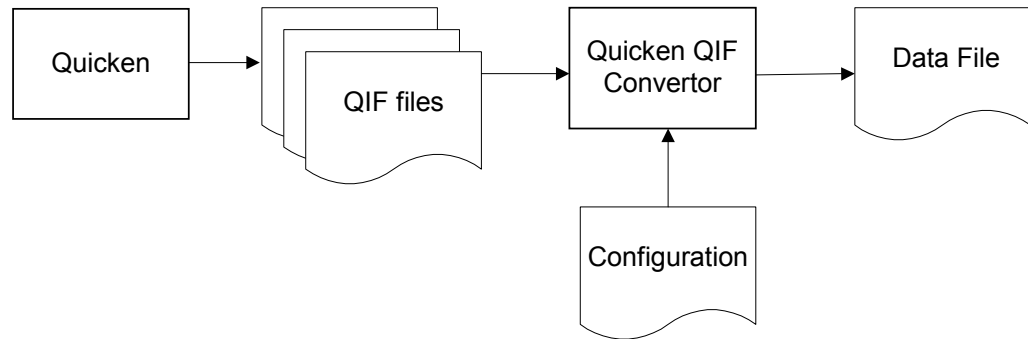 Quicken
QIF files
Quicken QIF
Convertor
Data File
Configuration